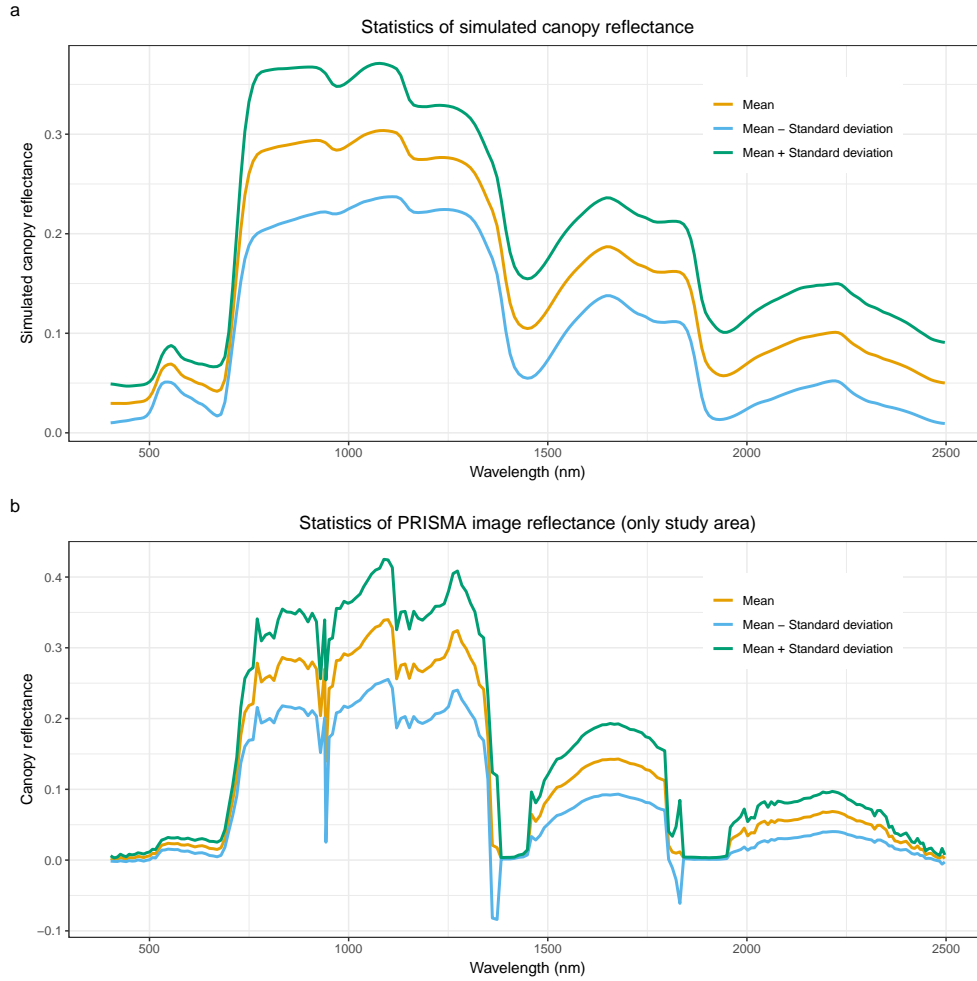 a
Statistics of simulated canopy reflectance
Simulated canopy reflectance
0.3
0.2
0.1
0.0
Mean
Mean − Standard deviation
Mean + Standard deviation
500 1000 1500 2000 2500
Wavelength (nm)
b
Statistics of PRISMA image reflectance (only study area)
Canopy reflectance
0.4
0.3
0.2
0.1
0.0
−0.1
Mean
Mean − Standard deviation
Mean + Standard deviation
500 1000 1500 2000 2500
Wavelength (nm)